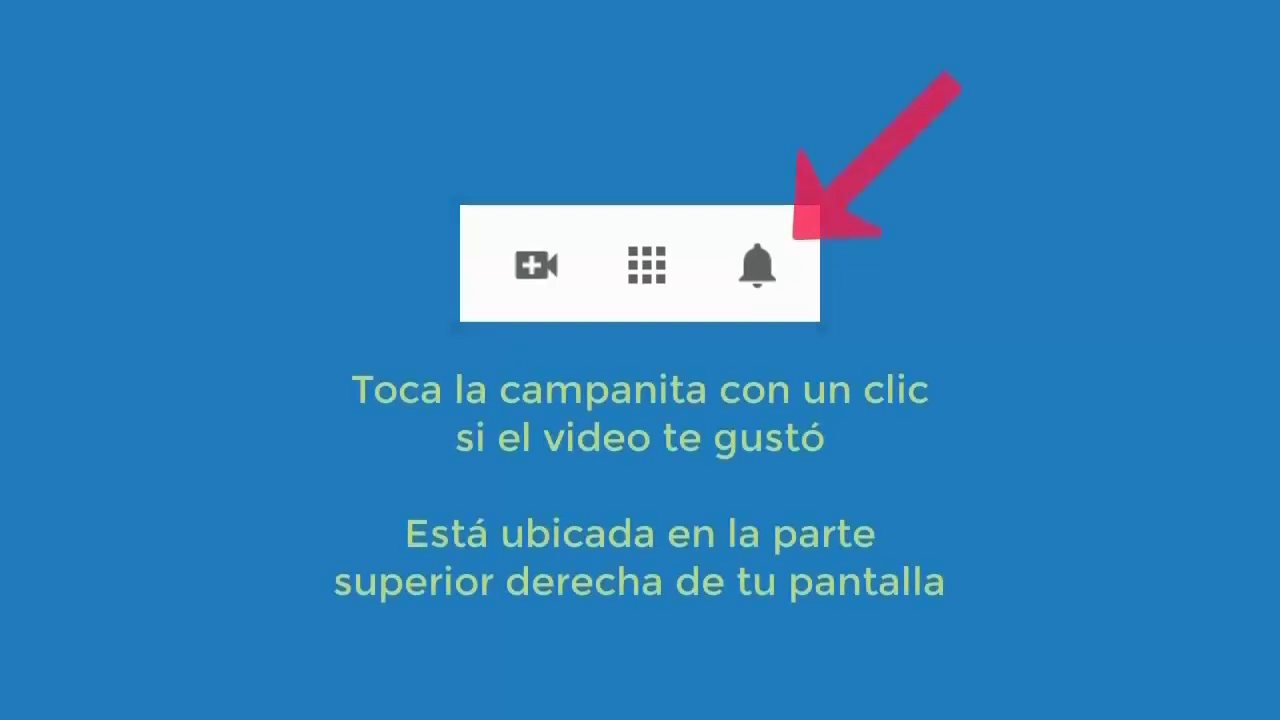 Toca la campanita con un clic
si el video te gustó
Está ubicada en la parte
superior derecha de tu pantalla